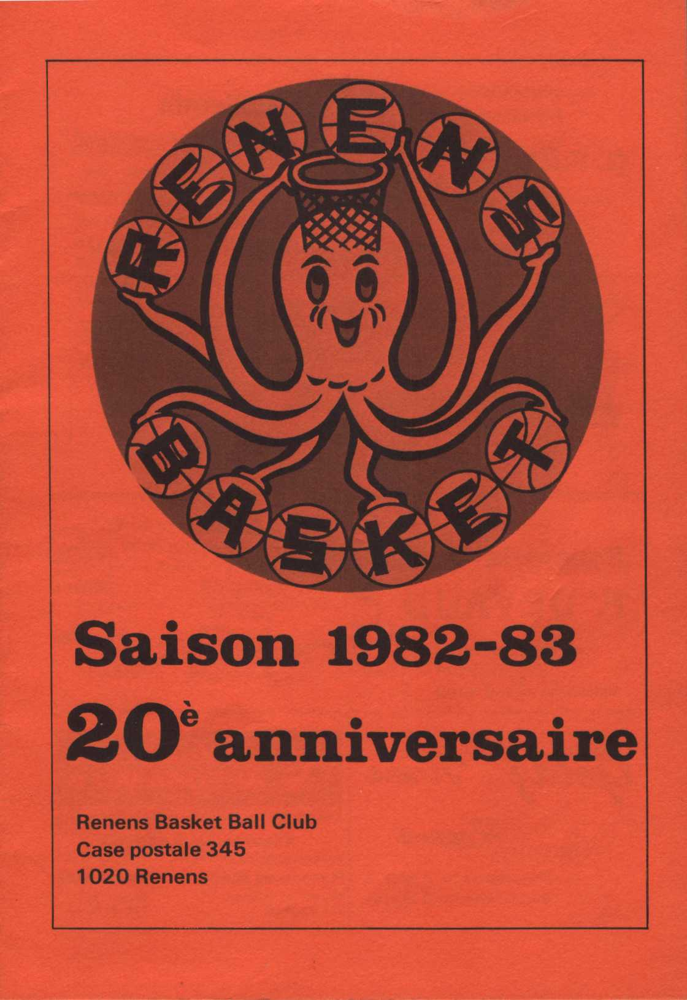 RENENS
BASKET
Saison 1982-83
20è anniversaire
Renens Basket Ball Club
Case postale 345
1020 Renens